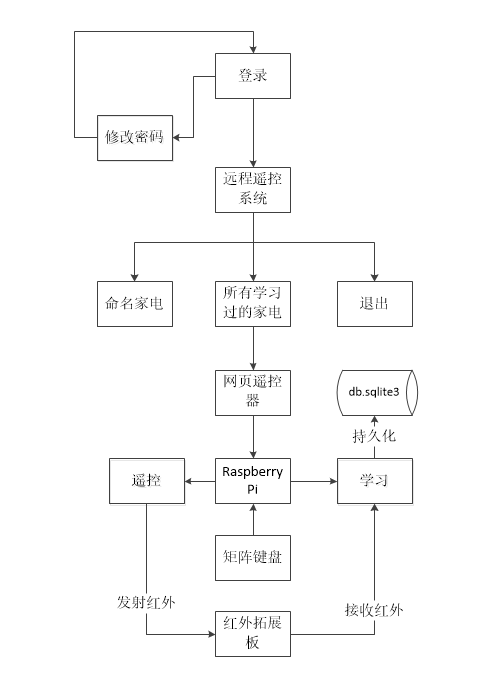 登录
修改密码
远程遥控
系统
命名家电
所有学习
过的家电
退出
网页遥控
器
db.sqlite3
持久化
遥控
Raspberry
Pi
学习
矩阵键盘
发射红外
接收红外
红外拓展
板